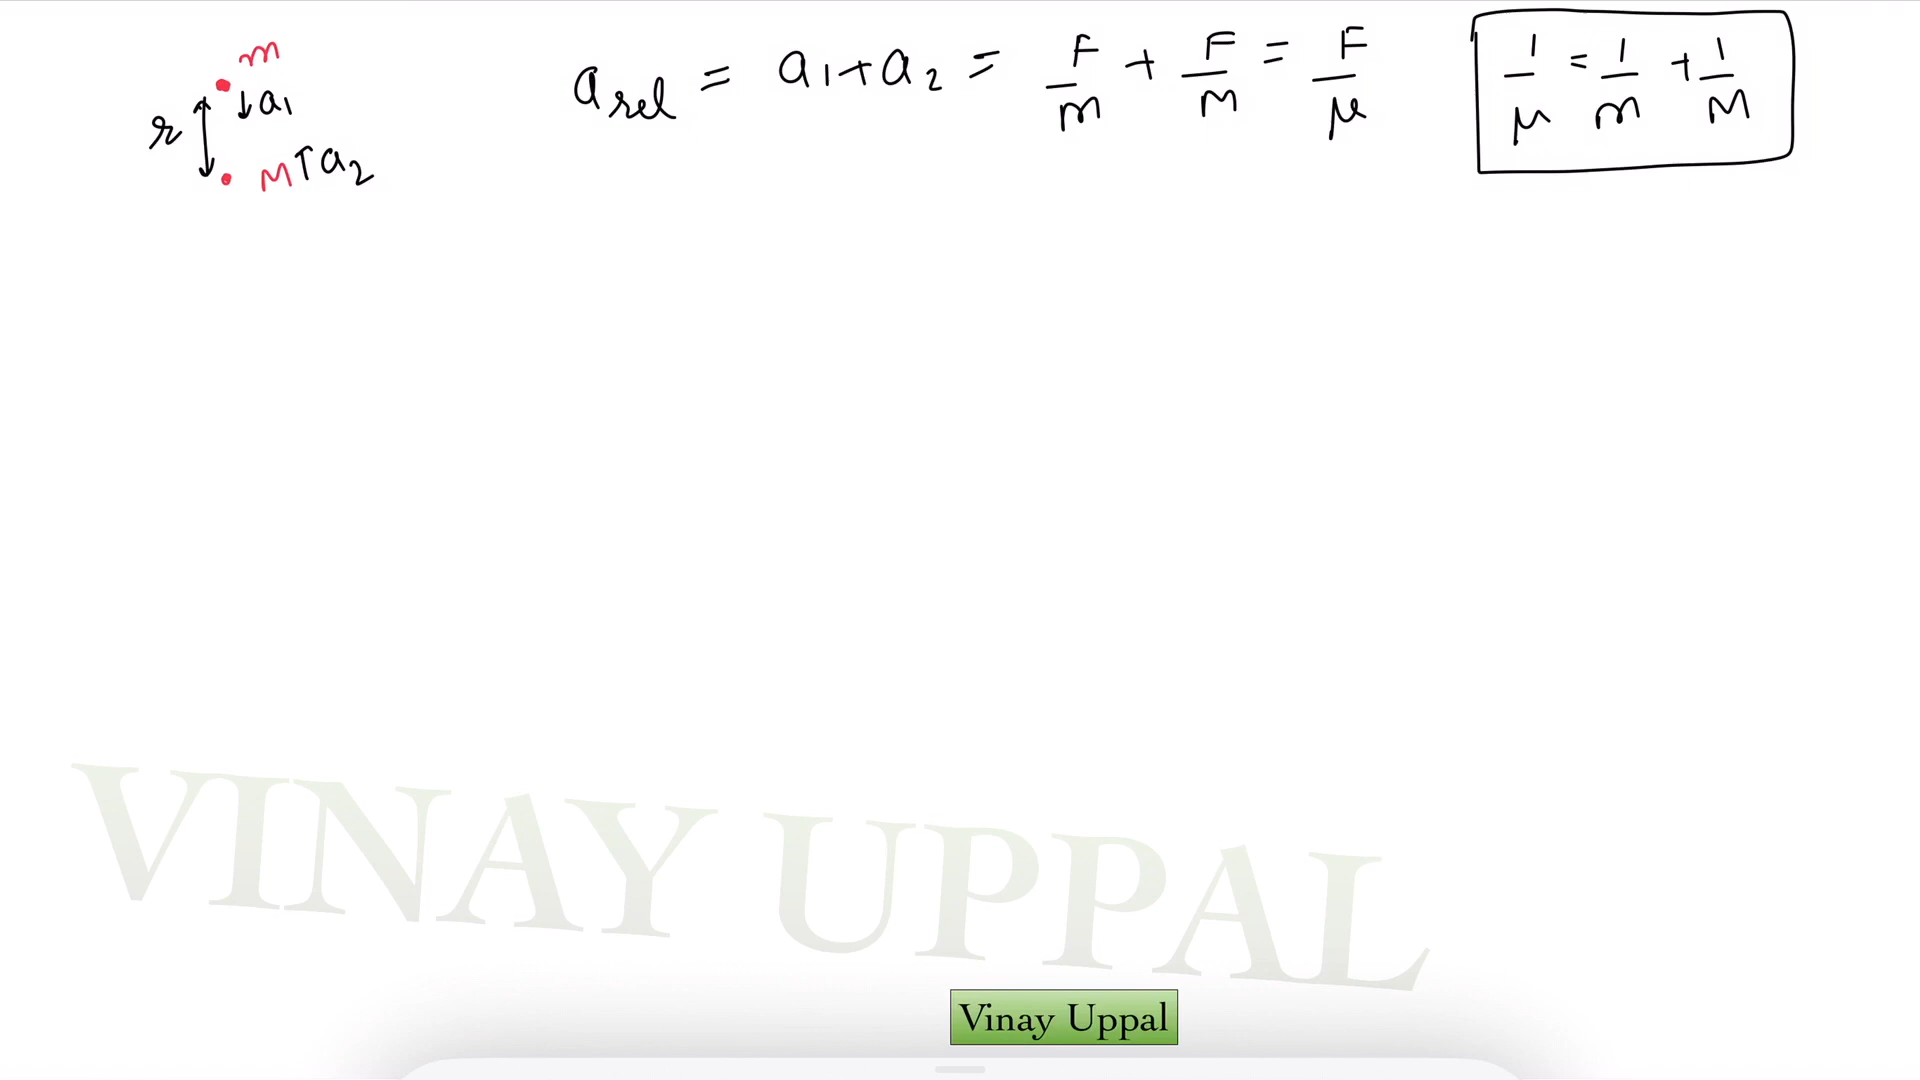 m
a_rel = a₁+a₂ = F/m + F/M = F/μ
1/μ = 1/m + 1/M
r ↓a₁
M ↑a₂
VINAY UPPAL
Vinay Uppal